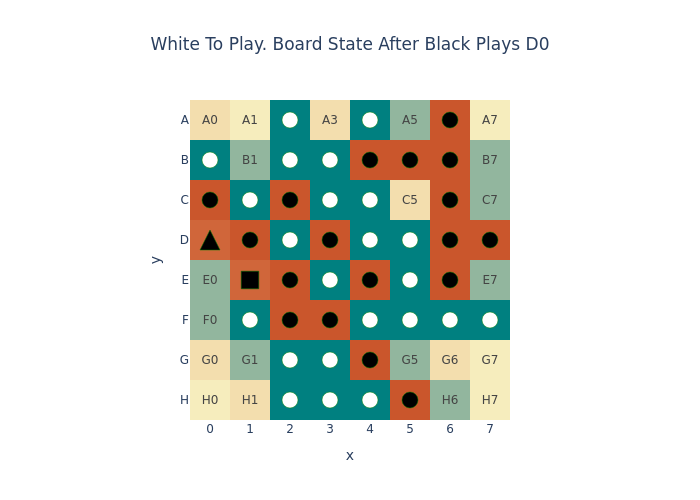 White To Play. Board State After Black Plays D0
A A0 A1 A3 A5 A7
B B1 B7
C C5 C7
D
E E0 E7
F F0
G G0 G1 G5 G6 G7
H H0 H1 H6 H7
0 1 2 3 4 5 6 7
x
y